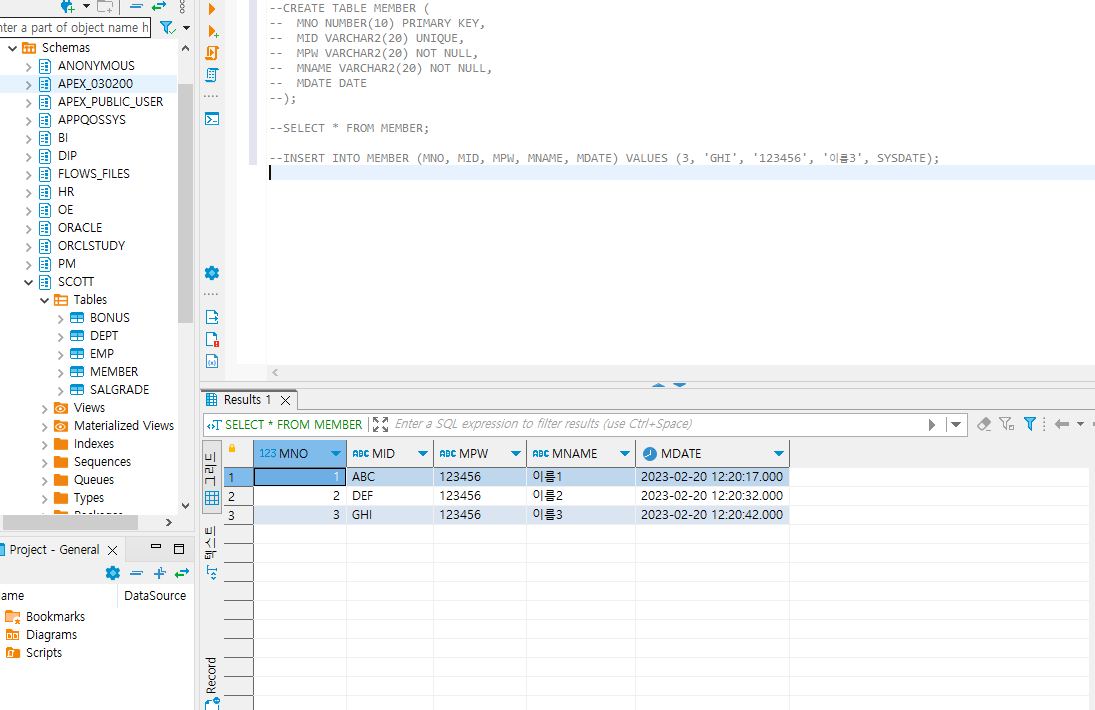 nter a part of object name h
Schemas
ANONYMOUS
APEX_030200
APEX_PUBLIC_USER
APPQOSSYS
BI
DIP
FLOWS_FILES
HR
OE
ORACLE
ORCLSTUDY
PM
SCOTT
Tables
BONUS
DEPT
EMP
MEMBER
SALGRADE
Views
Materialized Views
Indexes
Sequences
Queues
Types
Project - General
ame DataSource
Bookmarks
Diagrams
Scripts
--CREATE TABLE MEMBER (
-- MNO NUMBER(10) PRIMARY KEY,
-- MID VARCHAR2(20) UNIQUE,
-- MPW VARCHAR2(20) NOT NULL,
-- MNAME VARCHAR2(20) NOT NULL,
-- MDATE DATE
--);
--SELECT * FROM MEMBER;
--INSERT INTO MEMBER (MNO, MID, MPW, MNAME, MDATE) VALUES (3, 'GHI', '123456', '이름3', SYSDATE);
Results 1
SELECT * FROM MEMBER Enter a SQL expression to filter results (use Ctrl+Space)
그리드
텍스트
Record
123 MNO ABC MID ABC MPW ABC MNAME MDATE
1 1 ABC 123456 이름1 2023-02-20 12:20:17.000
2 2 DEF 123456 이름2 2023-02-20 12:20:32.000
3 3 GHI 123456 이름3 2023-02-20 12:20:42.000